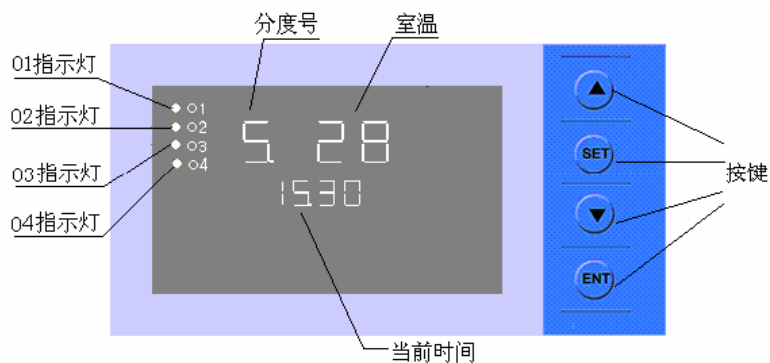 分度号
室温
01指示灯
02指示灯
03指示灯
04指示灯
o1
o2
o3
o4
5. 28
15.30
SET
ENT
按键
当前时间